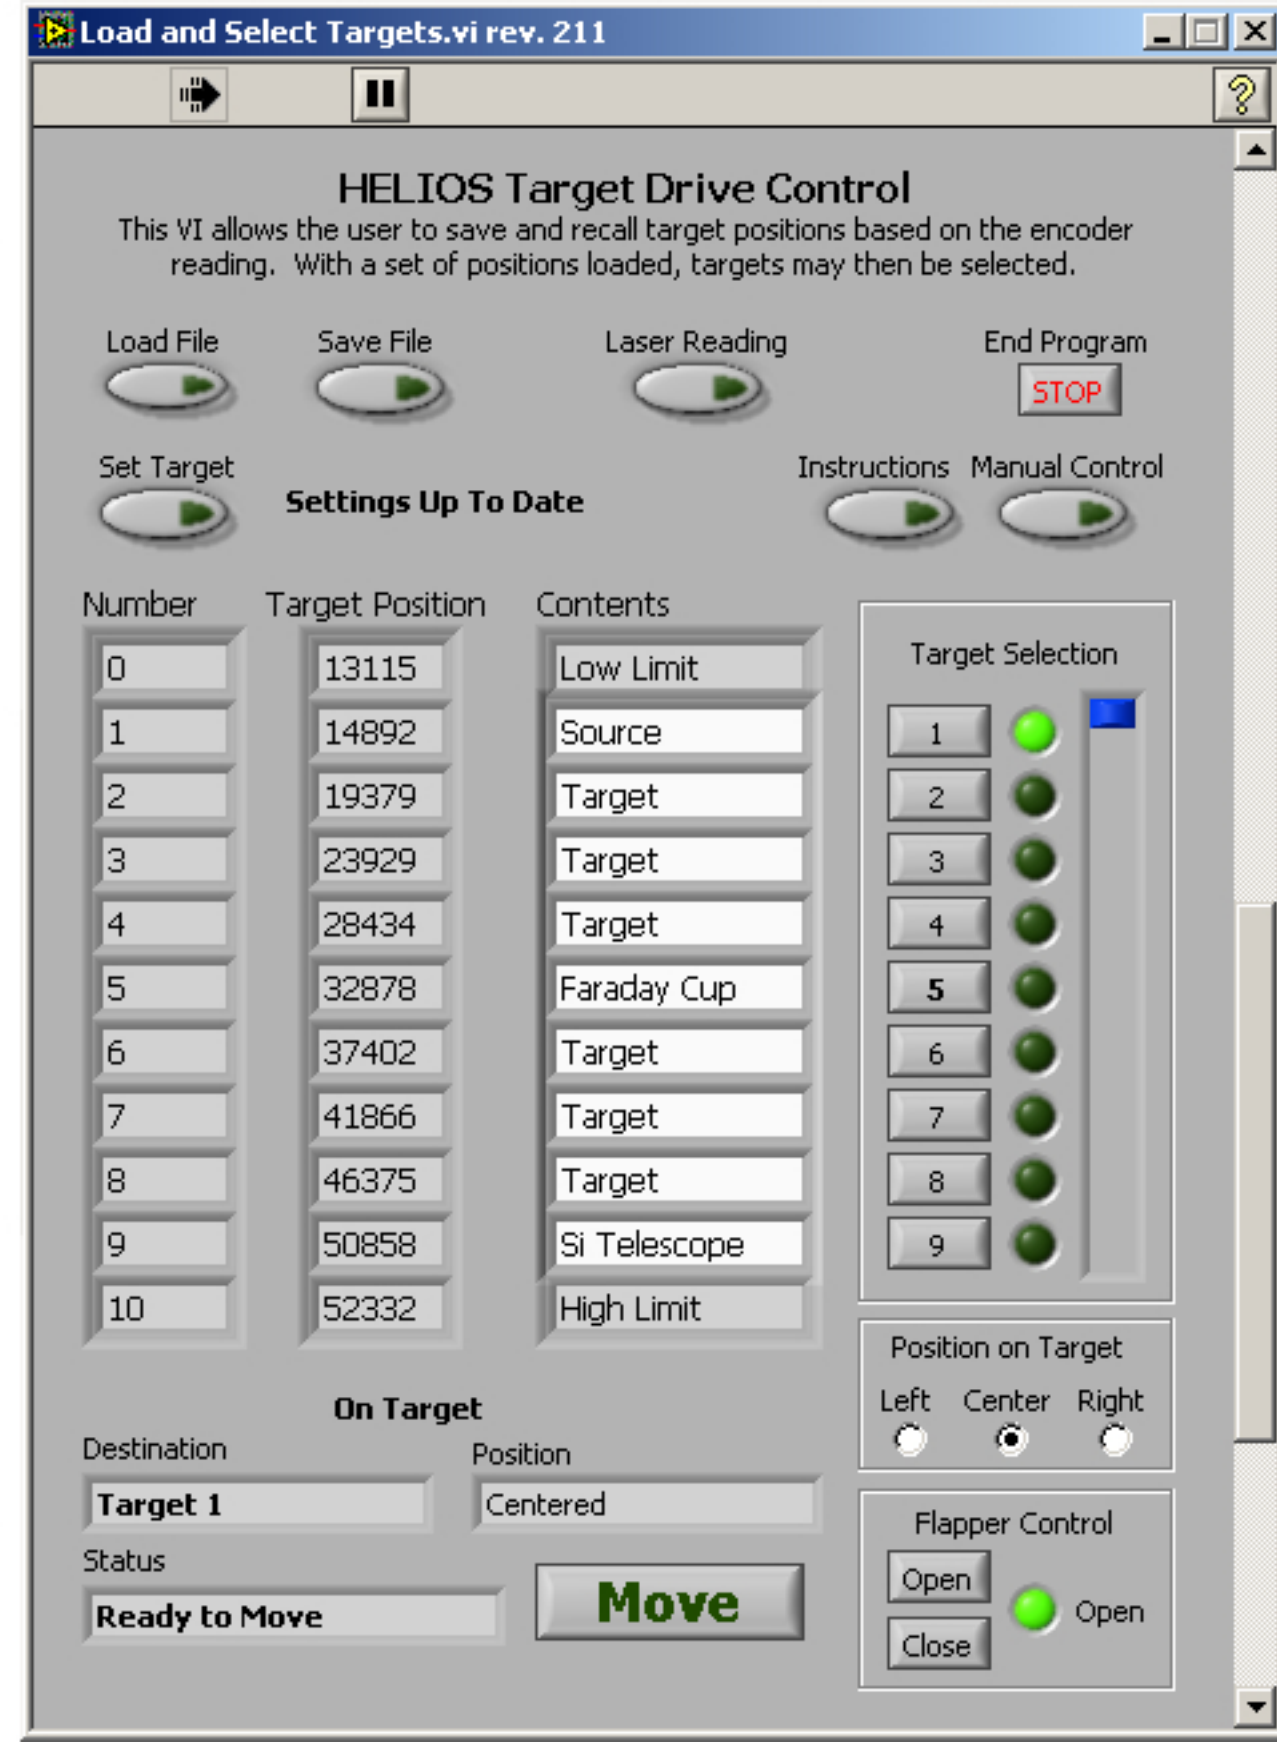 Load and Select Targets.vi rev. 211
?
HELIOS Target Drive Control
This VI allows the user to save and recall target positions based on the encoder
reading. With a set of positions loaded, targets may then be selected.
Load File Save File Laser Reading End Program
STOP
Set Target Settings Up To Date Instructions Manual Control
Number Target Position Contents
Target Selection
0 13115 Low Limit
1 14892 Source 1
2 19379 Target 2
3 23929 Target 3
4 28434 Target 4
5 32878 Faraday Cup 5
6 37402 Target 6
7 41866 Target 7
8 46375 Target 8
9 50858 Si Telescope 9
10 52332 High Limit
Position on Target
Left Center Right
On Target
Destination Position
Target 1 Centered
Flapper Control
Status
Open
Ready to Move Move Open
Close